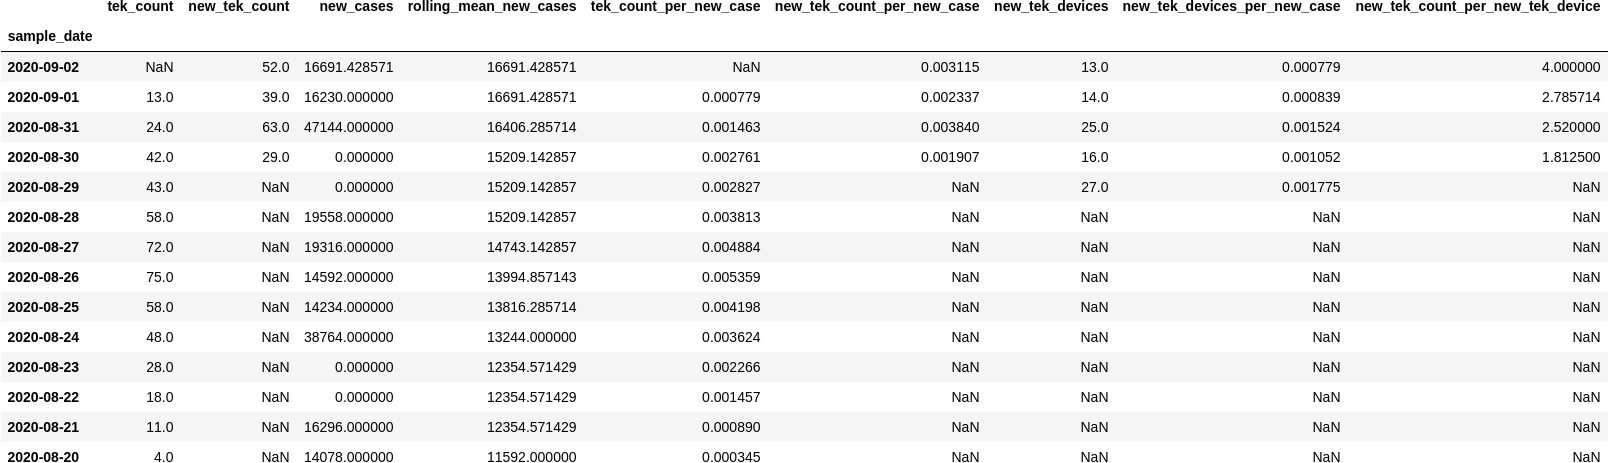 tek_count new_tek_count new_cases rolling_mean_new_cases tek_count_per_new_case new_tek_count_per_new_case new_tek_devices new_tek_devices_per_new_case new_tek_count_per_new_tek_device
sample_date
2020-09-02 NaN 52.0 16691.428571 16691.428571 NaN 0.003115 13.0 0.000779 4.000000
2020-09-01 13.0 39.0 16230.000000 16691.428571 0.000779 0.002337 14.0 0.000839 2.785714
2020-08-31 24.0 63.0 47144.000000 16406.285714 0.001463 0.003840 25.0 0.001524 2.520000
2020-08-30 42.0 29.0 0.000000 15209.142857 0.002761 0.001907 16.0 0.001052 1.812500
2020-08-29 43.0 NaN 0.000000 15209.142857 0.002827 NaN 27.0 0.001775 NaN
2020-08-28 58.0 NaN 19558.000000 15209.142857 0.003813 NaN NaN NaN NaN
2020-08-27 72.0 NaN 19316.000000 14743.142857 0.004884 NaN NaN NaN NaN
2020-08-26 75.0 NaN 14592.000000 13994.857143 0.005359 NaN NaN NaN NaN
2020-08-25 58.0 NaN 14234.000000 13816.285714 0.004198 NaN NaN NaN NaN
2020-08-24 48.0 NaN 38764.000000 13244.000000 0.003624 NaN NaN NaN NaN
2020-08-23 28.0 NaN 0.000000 12354.571429 0.002266 NaN NaN NaN NaN
2020-08-22 18.0 NaN 0.000000 12354.571429 0.001457 NaN NaN NaN NaN
2020-08-21 11.0 NaN 16296.000000 12354.571429 0.000890 NaN NaN NaN NaN
2020-08-20 4.0 NaN 14078.000000 11592.000000 0.000345 NaN NaN NaN NaN